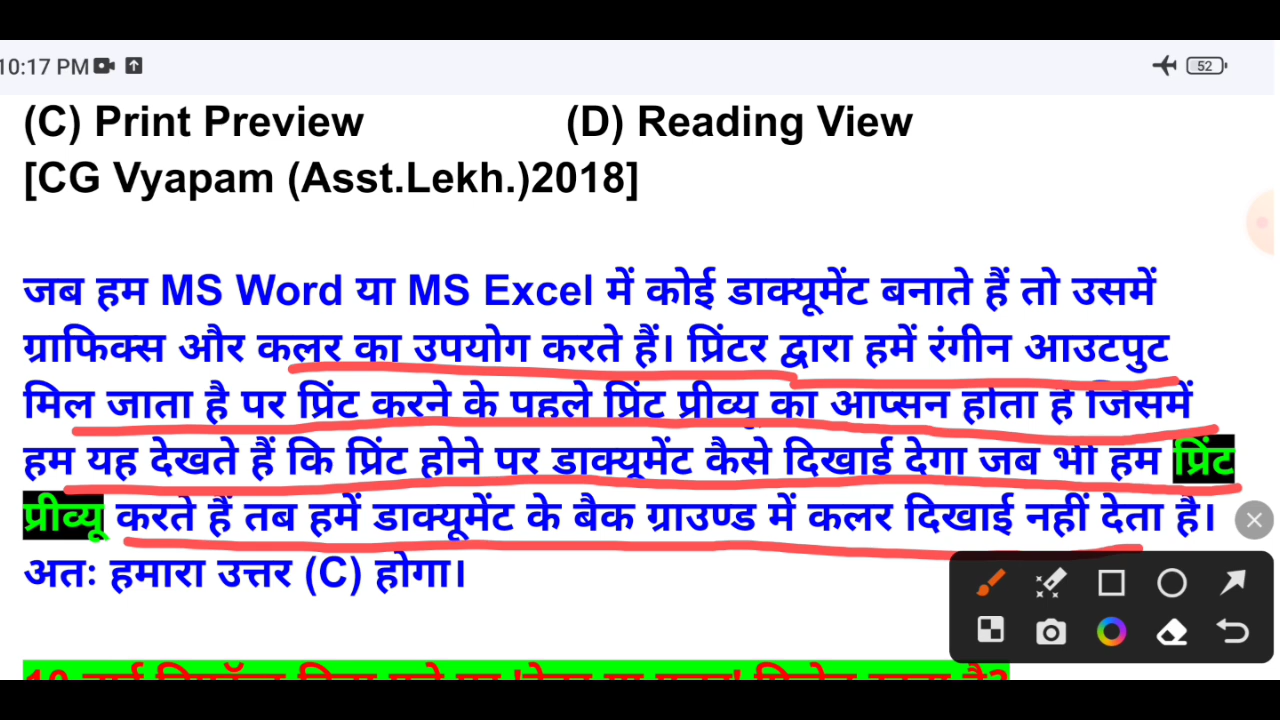 10:17 PM
52
(C) Print Preview (D) Reading View
[CG Vyapam (Asst.Lekh.)2018]
जब हम MS Word या MS Excel में कोई डाक्यूमेंट बनाते हैं तो उसमें
ग्राफिक्स और कलर का उपयोग करते हैं। प्रिंटर द्वारा हमें रंगीन आउटपुट
मिल जाता है पर प्रिंट करने के पहले प्रिंट प्रीव्यु का आप्सन होता है जिसमें
हम यह देखते हैं कि प्रिंट होने पर डाक्यूमेंट कैसे दिखाई देगा जब भी हम प्रिंट
प्रीव्यू करते हैं तब हमें डाक्यूमेंट के बैक ग्राउण्ड में कलर दिखाई नहीं देता है।
अतः हमारा उत्तर (C) होगा।